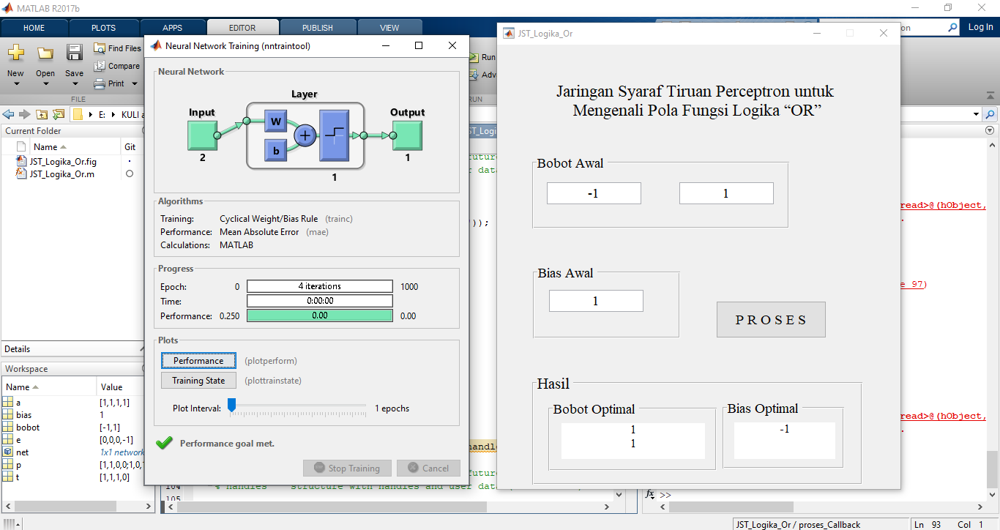 MATLAB R2017b
HOME PLOTS APPS EDITOR PUBLISH VIEW
Log In
New Open Save
Find Files
Compare
Print
FILE
Run
RUN
E: KULI
Current Folder
Name Git
JST_Logika_Or.fig
JST_Logika_Or.m
Details
Workspace
Name Value
a [1,1,1,1]
bias 1
bobot [-1,1]
e [0,0,0,-1]
net 1x1 network
p [1,1,0,0;1,0,1
t [1,1,1,0]
Neural Network Training (nntraintool)
Neural Network
Layer
Input Output
W
b
+
2 1
1
Algorithms
Training: Cyclical Weight/Bias Rule (trainc)
Performance: Mean Absolute Error (mae)
Calculations: MATLAB
Progress
Epoch: 0 4 iterations 1000
Time: 0:00:00
Performance: 0.250 0.00 0.00
Plots
Performance (plotperform)
Training State (plottrainstate)
Plot Interval: 1 epochs
Performance goal met.
Stop Training Cancel
));
104 % handles structure with handles and user data
105
JST_Logika_Or
Jaringan Syaraf Tiruan Perceptron untuk
Mengenali Pola Fungsi Logika “OR”
Bobot Awal
-1 1
Bias Awal
1
P R O S E S
Hasil
Bobot Optimal
1
1
Bias Optimal
-1
read>@(hObject,
97)
read>@(hObject,
fx >>
JST_Logika_Or / proses_Callback Ln 93 Col 1